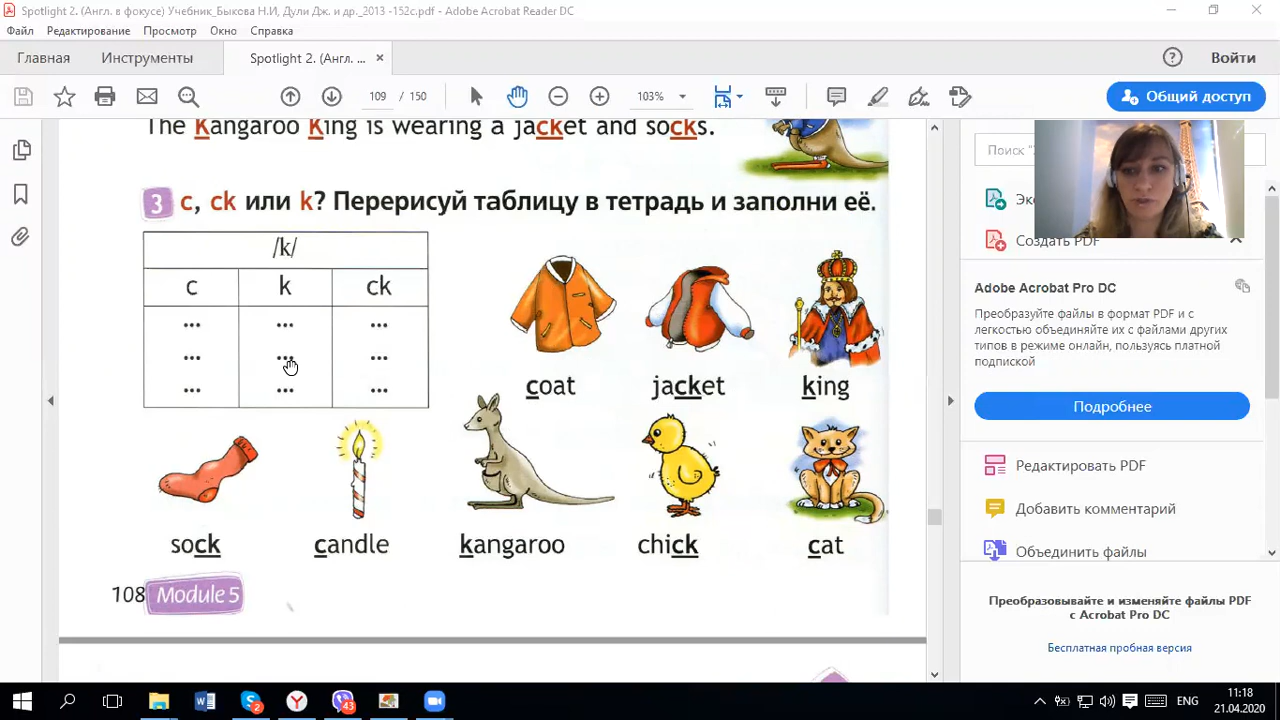 Spotlight 2. (Англ. в фокусе) Учебник_Быкова Н.И, Дули Дж. и др._2013 -152с.pdf - Adobe Acrobat Reader DC
Файл Редактирование Просмотр Окно Справка
Главная Инструменты Spotlight 2. (Англ. ... × Войти
109 / 150 103% Общий доступ
The Kangaroo King is wearing a jacket and socks.
3 c, ck или k? Перерисуй таблицу в тетрадь и заполни её.
/k/
c k ck
... ... ...
... ... ...
... ... ...
coat jacket king
sock candle kangaroo chick cat
108 Module 5
Создать PDF
Adobe Acrobat Pro DC
Преобразуйте файлы в формат PDF и с
легкостью объединяйте их с файлами других
типов в режиме онлайн, пользуясь платной
подпиской
Подробнее
Редактировать PDF
Добавить комментарий
Объединить файлы
Преобразовывайте и изменяйте файлы PDF
с Acrobat Pro DC
Бесплатная пробная версия
2 43 ENG 11:18
21.04.2020